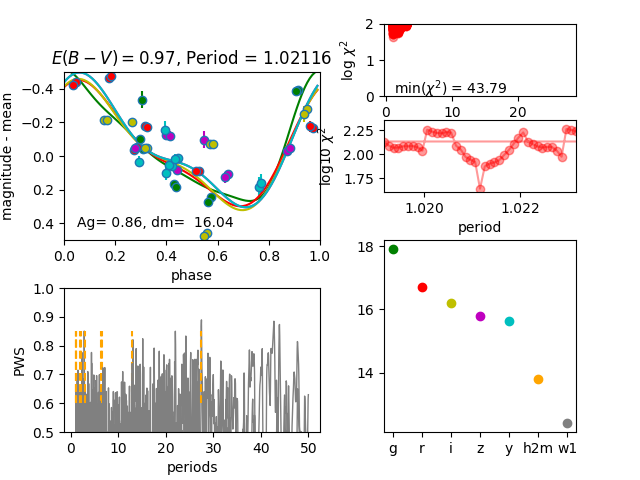 E(B − V) = 0.97, Period = 1.02116
magnitude - mean
−0.4
−0.2
0.0
0.2
0.4
Ag= 0.86, dm= 16.04
0.0 0.2 0.4 0.6 0.8 1.0
phase
log χ²
2
1
0
min(χ²) = 43.79
0 10 20
log10 χ²
2.25
2.00
1.75
1.020 1.022
period
PWS
1.0
0.9
0.8
0.7
0.6
0.5
0 10 20 30 40 50
periods
18
16
14
g r i z y h2m w1